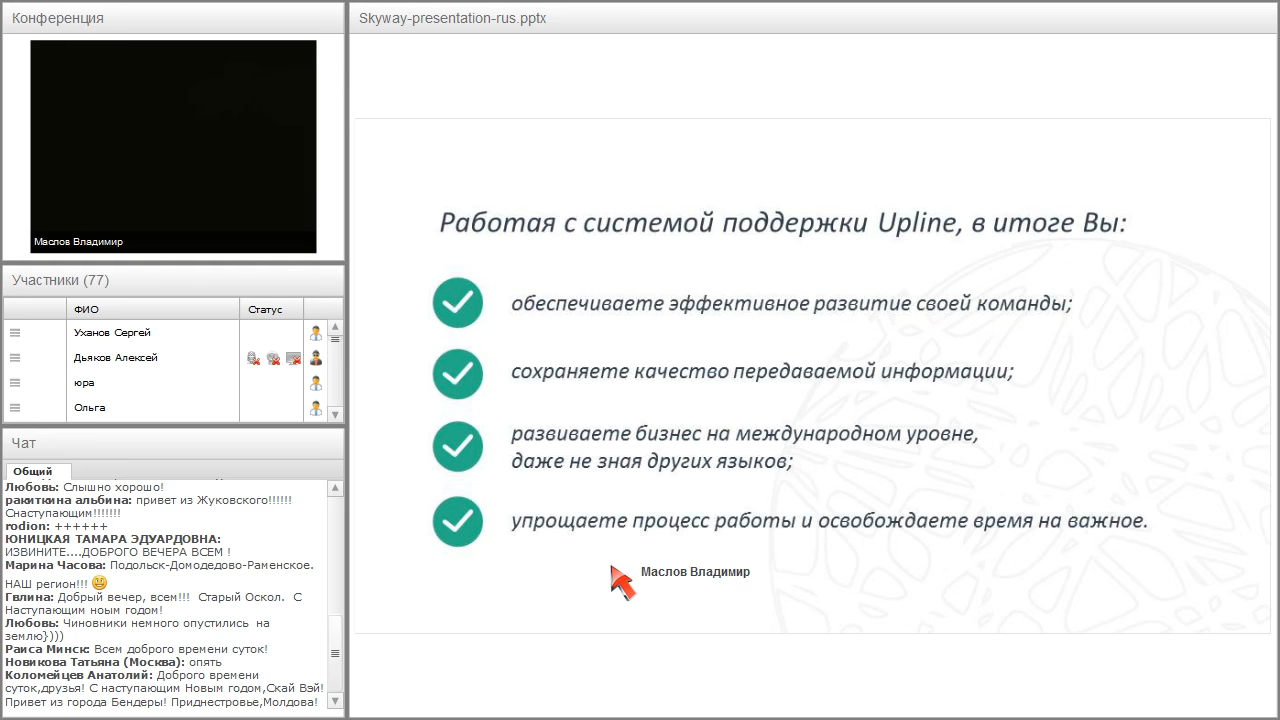 Конференция
Маслов Владимир
Участники (77)
ФИО Статус
Уханов Сергей
Дьяков Алексей
юра
Ольга
Чат
Общий
Любовь: Слышно хорошо!
ракиткина альбина: привет из Жуковского!!!!!!
Снаступающим!!!!!!!
rodion: ++++++
ЮНИЦКАЯ ТАМАРА ЭДУАРДОВНА:
ИЗВИНИТЕ....ДОБРОГО ВЕЧЕРА ВСЕМ !
Марина Часова: Подольск-Домодедово-Раменское.
НАШ регион!!!
Гвлина: Добрый вечер, всем!!! Старый Оскол. С
Наступающим ноым годом!
Любовь: Чиновники немного опустились на
землю}))))
Раиса Минск: Всем доброго времени суток!
Новикова Татьяна (Москва): опять
Коломейцев Анатолий: Доброго времени
суток,друзья! С наступающим Новым годом,Скай Вэй!
Привет из города Бендеры! Приднестровье,Молдова!
Skyway-presentation-rus.pptx
Работая с системой поддержки Upline, в итоге Вы:
обеспечиваете эффективное развитие своей команды;
сохраняете качество передаваемой информации;
развиваете бизнес на международном уровне,
даже не зная других языков;
упрощаете процесс работы и освобождаете время на важное.
Маслов Владимир